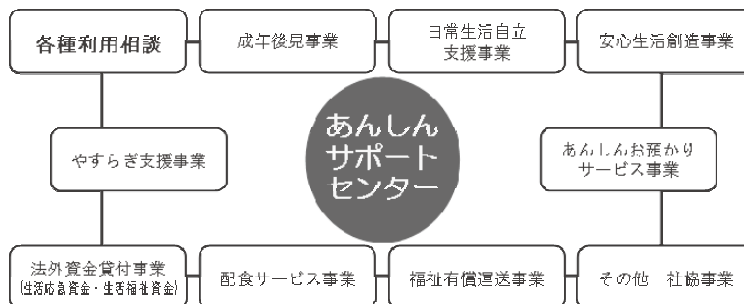 各種利用相談
成年後見事業
日常生活自立
支援事業
安心生活創造事業
あんしん
サポート
センター
やすらぎ支援事業
あんしんお預かり
サービス事業
法外資金貸付事業
(生活応急資金・生活福祉資金)
配食サービス事業
福祉有償運送事業
その他　社協事業